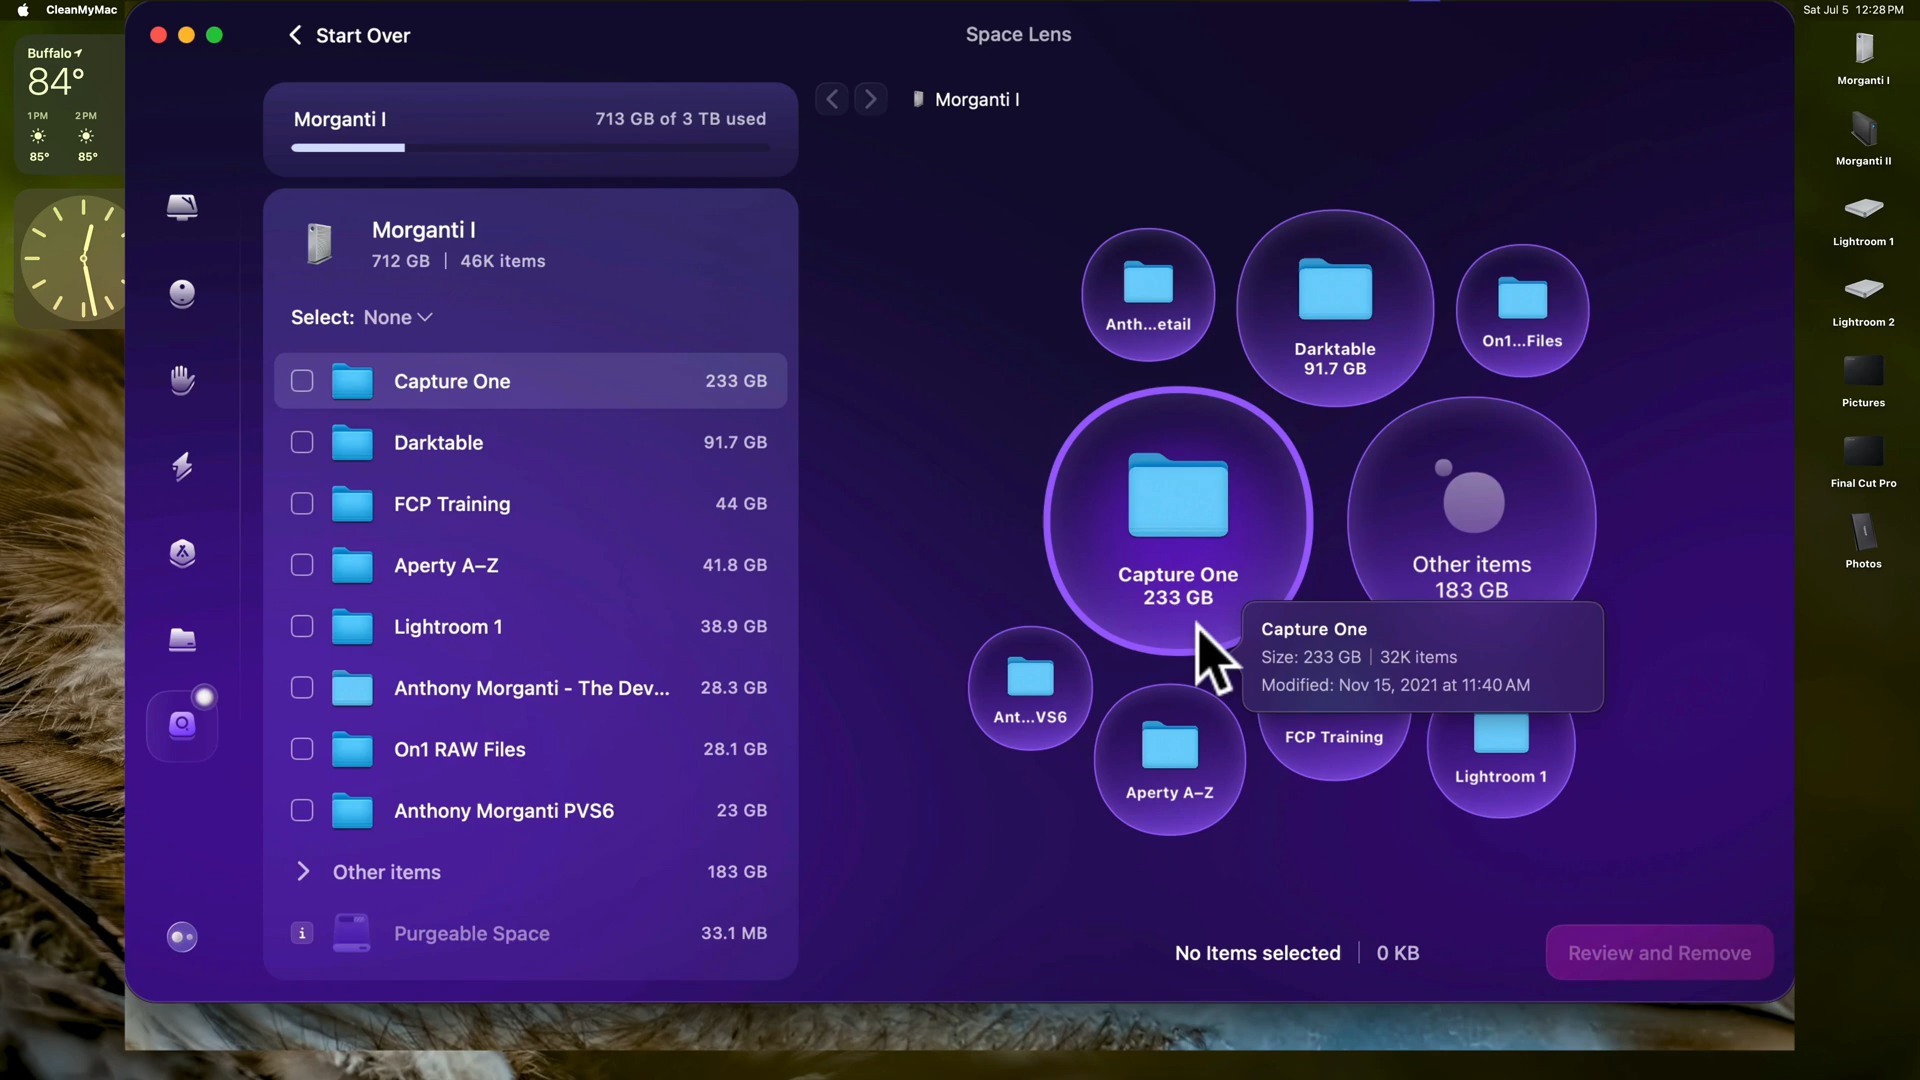 CleanMyMac
Sat Jul 5 12:28 PM
Buffalo
84°
1 PM 2 PM
85° 85°
Start Over
Space Lens
Morganti I
713 GB of 3 TB used
Morganti I
Morganti I
712 GB | 46K items
Select: None
Capture One 233 GB
Darktable 91.7 GB
FCP Training 44 GB
Aperty A–Z 41.8 GB
Lightroom 1 38.9 GB
Anthony Morganti - The Dev... 28.3 GB
On1 RAW Files 28.1 GB
Anthony Morganti PVS6 23 GB
Other items 183 GB
i Purgeable Space 33.1 MB
Anth...etail
Darktable
91.7 GB
On1...Files
Capture One
233 GB
Other items
183 GB
Capture One
Size: 233 GB | 32K items
Modified: Nov 15, 2021 at 11:40 AM
Ant...VS6
Aperty A–Z
FCP Training
Lightroom 1
No Items selected | 0 KB
Review and Remove
Morganti I
Morganti II
Lightroom 1
Lightroom 2
Pictures
Final Cut Pro
Photos